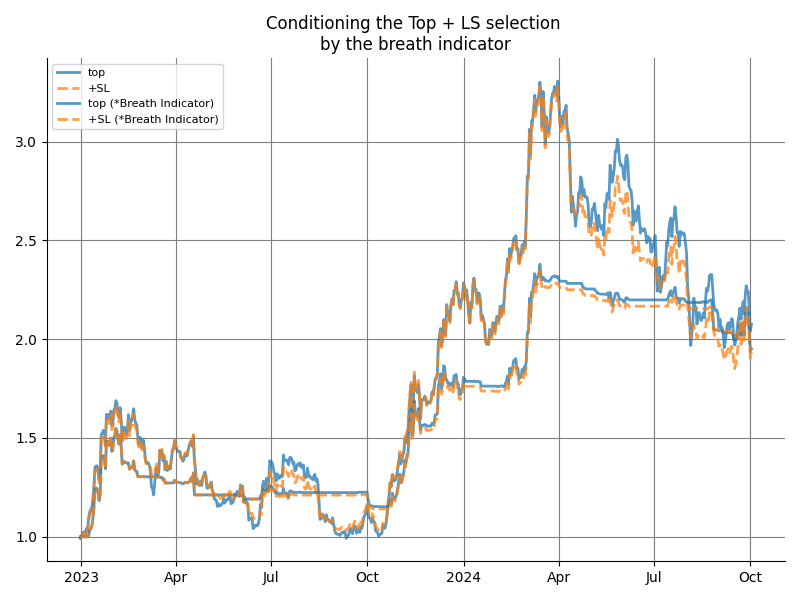 Conditioning the Top + LS selection
by the breath indicator
top
+SL
top (*Breath Indicator)
+SL (*Breath Indicator)
3.0
2.5
2.0
1.5
1.0
2023
Apr
Jul
Oct
2024
Apr
Jul
Oct